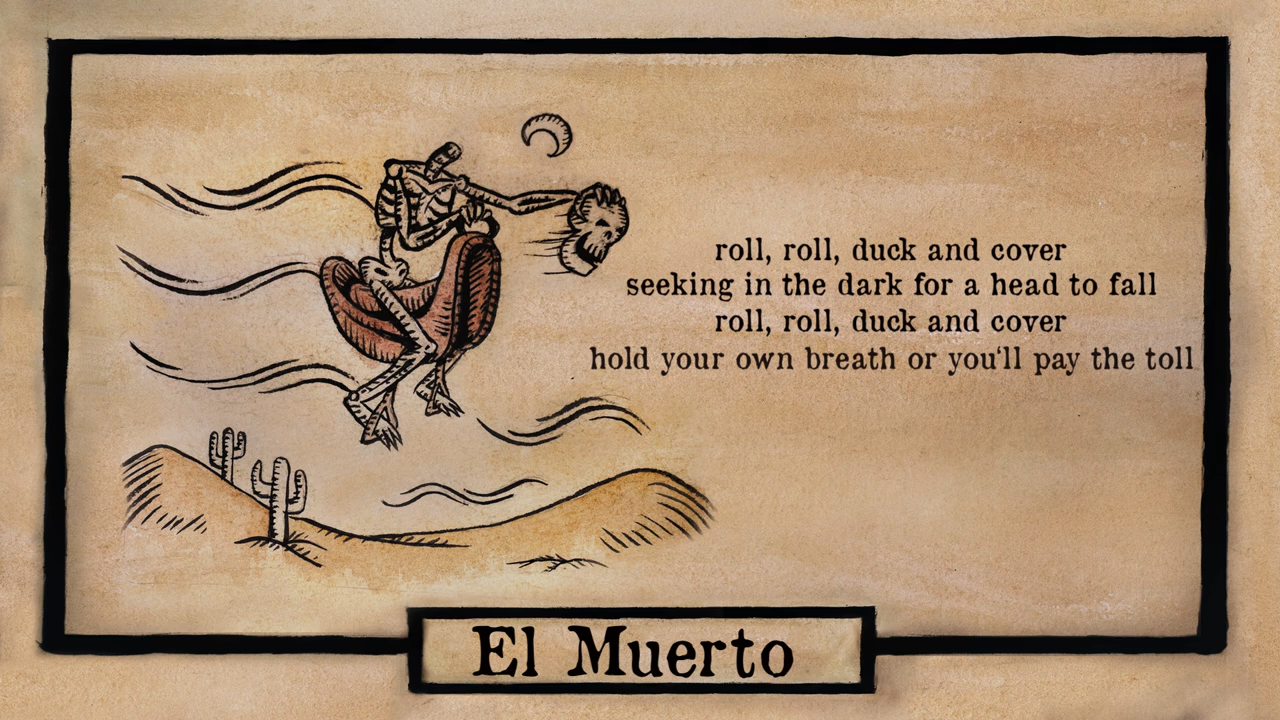 roll, roll, duck and cover
seeking in the dark for a head to fall
roll, roll, duck and cover
hold your own breath or you‘ll pay the toll
El Muerto